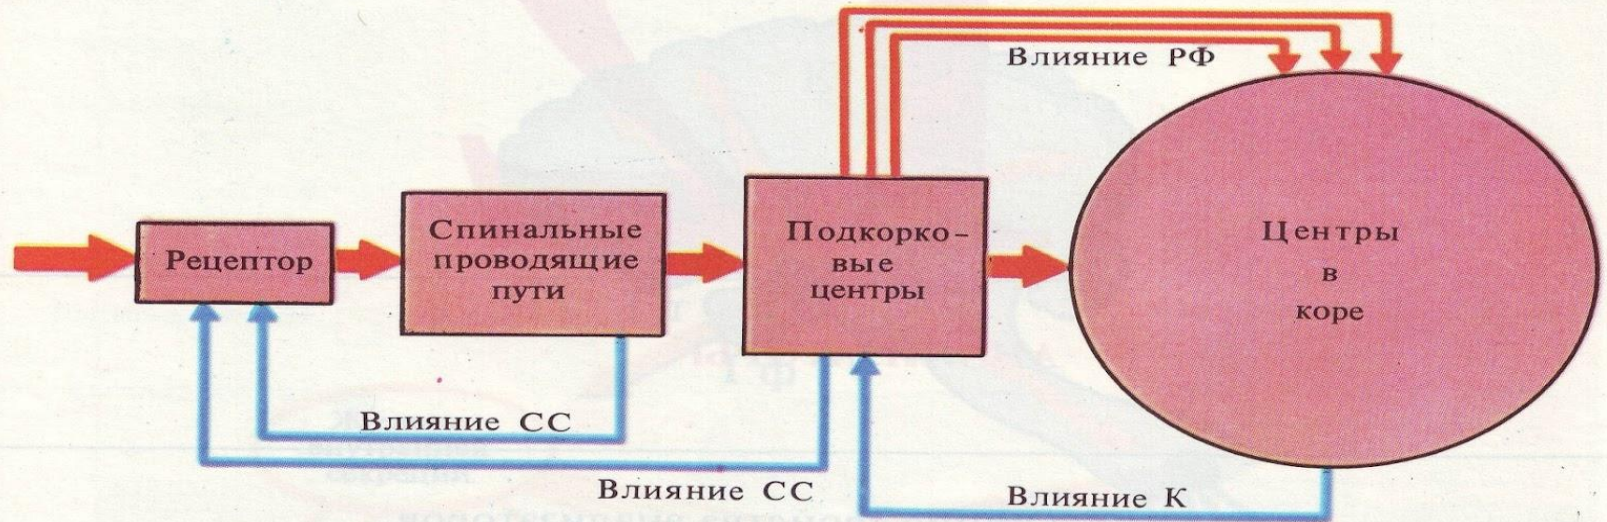 Влияние РФ
Рецептор
Спинальные
проводящие
пути
Подкорко-
вые
центры
Центры
в
коре
Влияние СС
Влияние СС
Влияние К